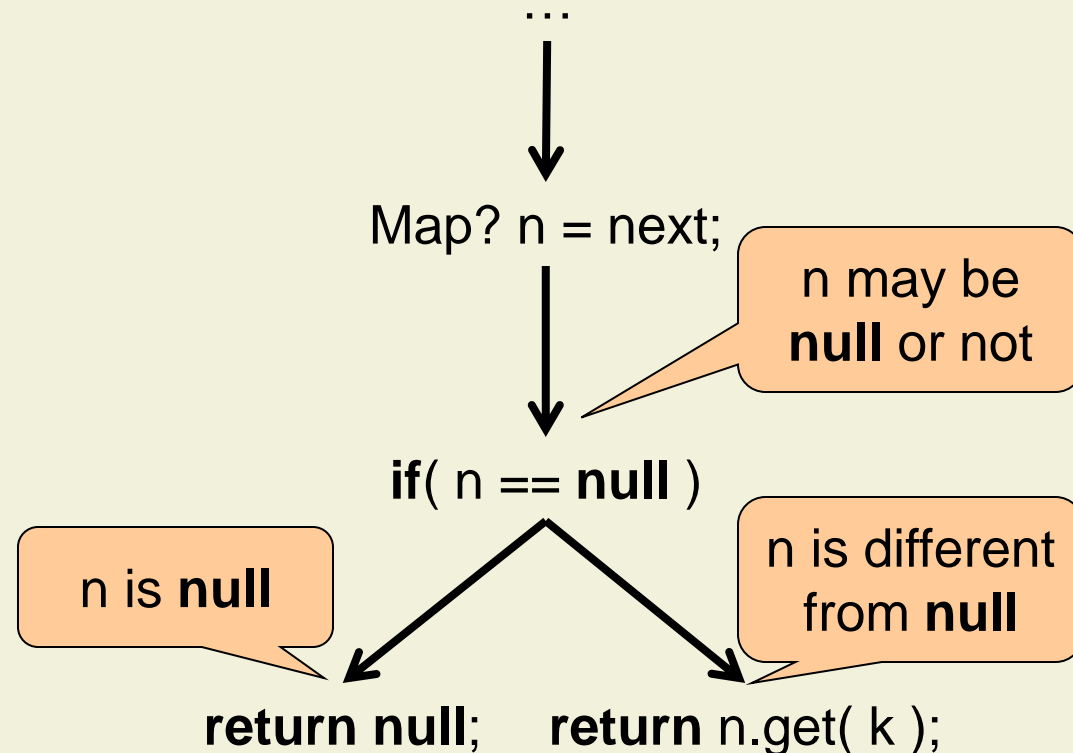 ...
Map? n = next;
n may be
null or not
if( n == null )
n is null
n is different
from null
return null;
return n.get( k );